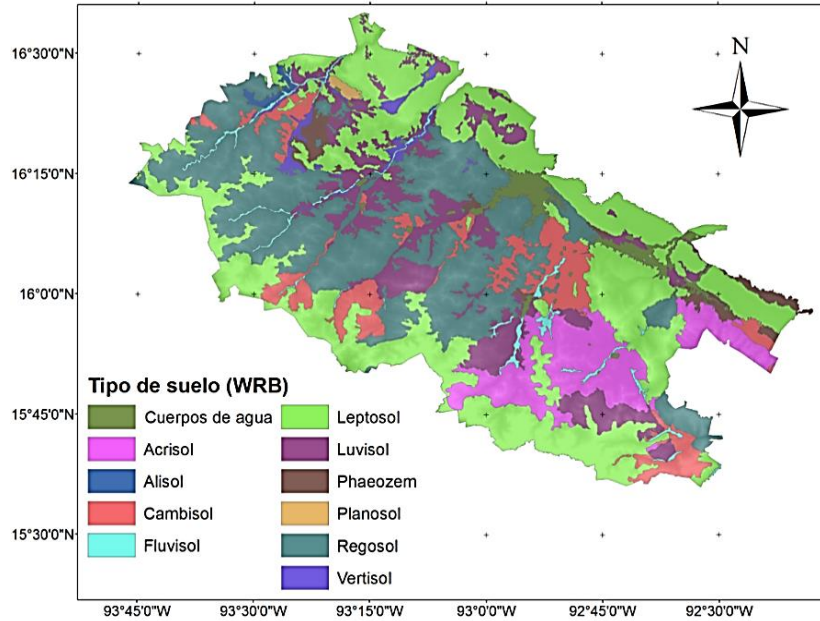 N
16°30'0"N
16°15'0"N
16°0'0"N
15°45'0"N
15°30'0"N
Tipo de suelo (WRB)
Cuerpos de agua
Acrisol
Alisol
Cambisol
Fluvisol
Leptosol
Luvisol
Phaeozem
Planosol
Regosol
Vertisol
93°45'0"W 93°30'0"W 93°15'0"W 93°0'0"W 92°45'0"W 92°30'0"W